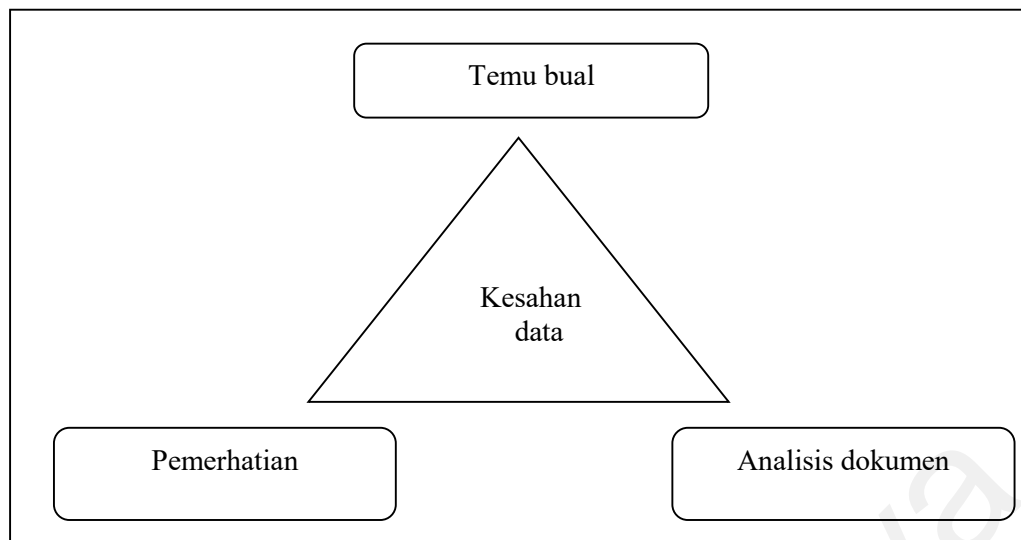 Temu bual
Kesahan
data
Pemerhatian
Analisis dokumen